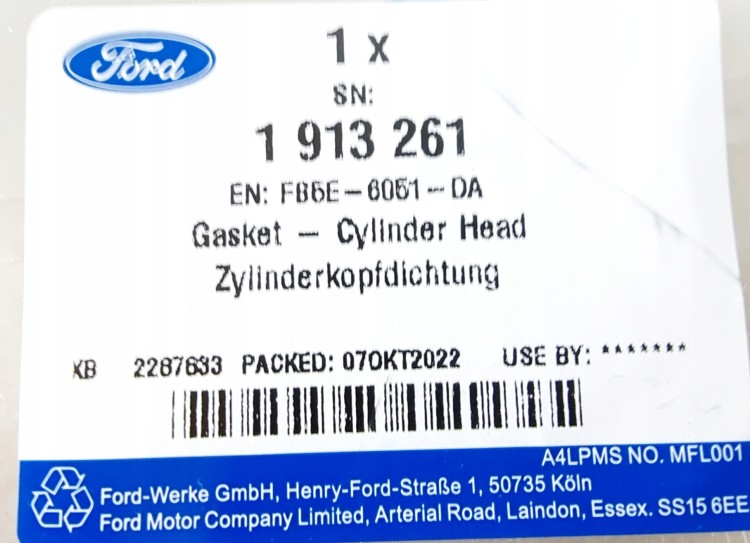 Ford
1 x
SN:
1 913 261
EN: FB5E-6051-DA
Gasket - Cylinder Head
Zylinderkopfdichtung
KB 2287633 PACKED: 07OKT2022 USE BY: *******
A4LPMS NO. MFL001
Ford-Werke GmbH, Henry-Ford-Straße 1, 50735 Köln
Ford Motor Company Limited, Arterial Road, Laindon, Essex. SS15 6EE